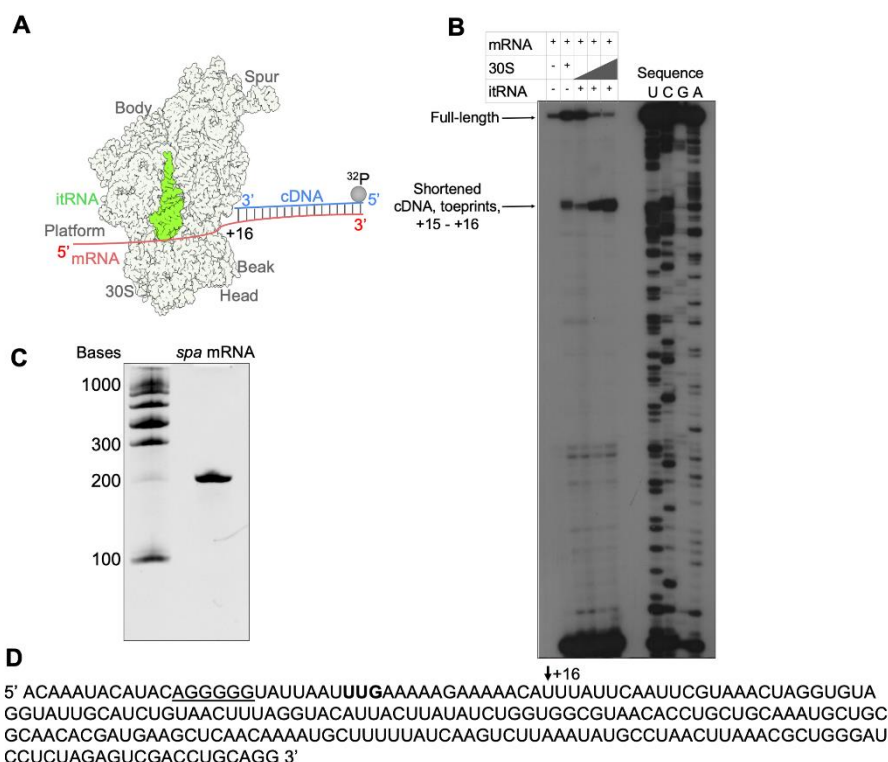 A
Spur
Body
itRNA
Platform
5'
mRNA
30S
Head
Beak
+16
3'
cDNA
32P
5'
3'
B
mRNA + + + + +
30S - +
itRNA - - + + +
Sequence
U C G A
Full-length
Shortened
cDNA, toeprints,
+15 - +16
C
Bases spa mRNA
1000
300
200
100
D
+16
5' ACAAAUACAUACAGGGGGUAUUAAUUUGAAAAAGAAAAACAUUUAUUCAAUUCGUAAACUAGGUGUA
GGUAUUGCAUCUGUAACUUUAGGUACAUUACUUAUAUCUGGUGGCGUAACACCUGCUGCAAAUGCUGC
GCAACACGAUGAAGCUCAACAAAAUGCUUUUUAUCAAGUCUUAAAUAUGCCUAACUUAAACGCUGGGAU
CCUCUAGAGUCGACCUGCAGG 3'